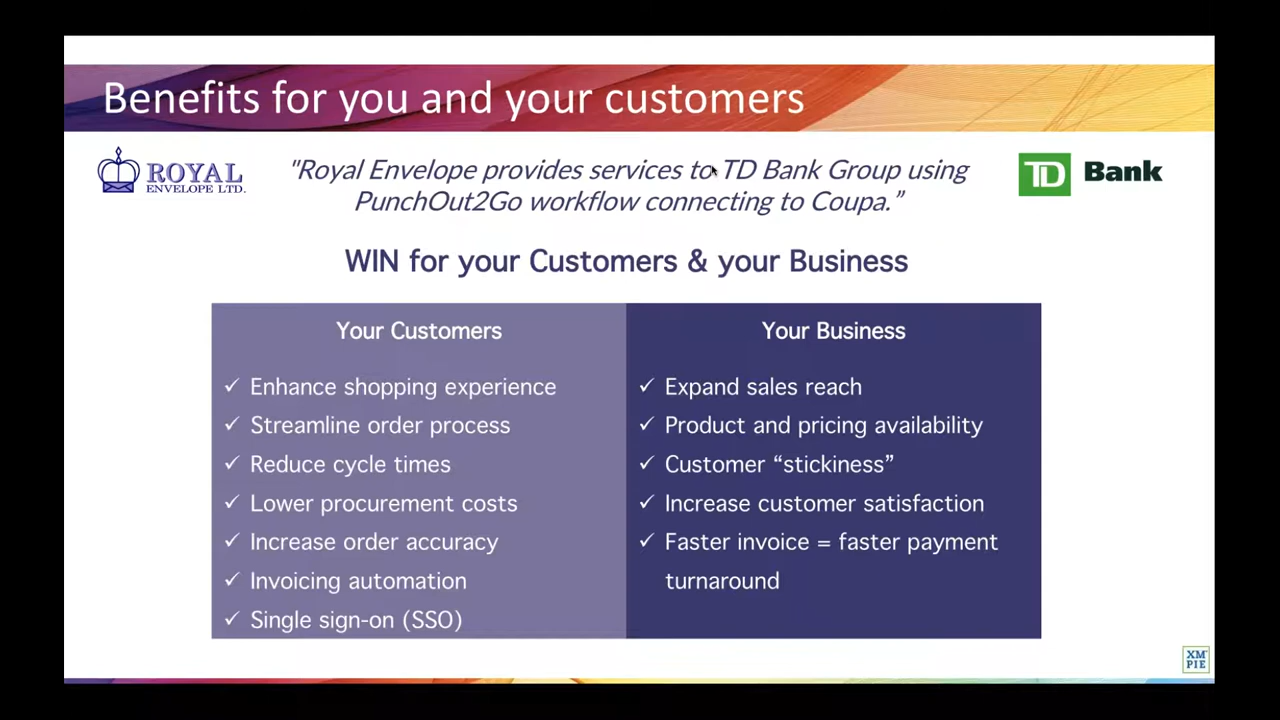 Benefits for you and your customers
ROYAL
ENVELOPE LTD.
"Royal Envelope provides services to TD Bank Group using
PunchOut2Go workflow connecting to Coupa.”
TD Bank
WIN for your Customers & your Business
Your Customers
✓ Enhance shopping experience
✓ Streamline order process
✓ Reduce cycle times
✓ Lower procurement costs
✓ Increase order accuracy
✓ Invoicing automation
✓ Single sign-on (SSO)
Your Business
✓ Expand sales reach
✓ Product and pricing availability
✓ Customer “stickiness”
✓ Increase customer satisfaction
✓ Faster invoice = faster payment
turnaround
XM
PIE